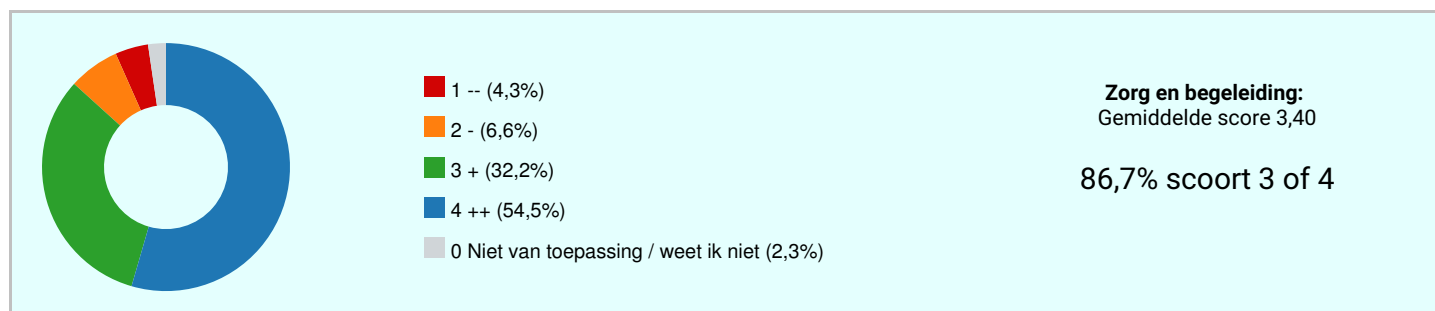 1 -- (4,3%)
2 - (6,6%)
3 + (32,2%)
4 ++ (54,5%)
0 Niet van toepassing / weet ik niet (2,3%)
Zorg en begeleiding:
Gemiddelde score 3,40
86,7% scoort 3 of 4